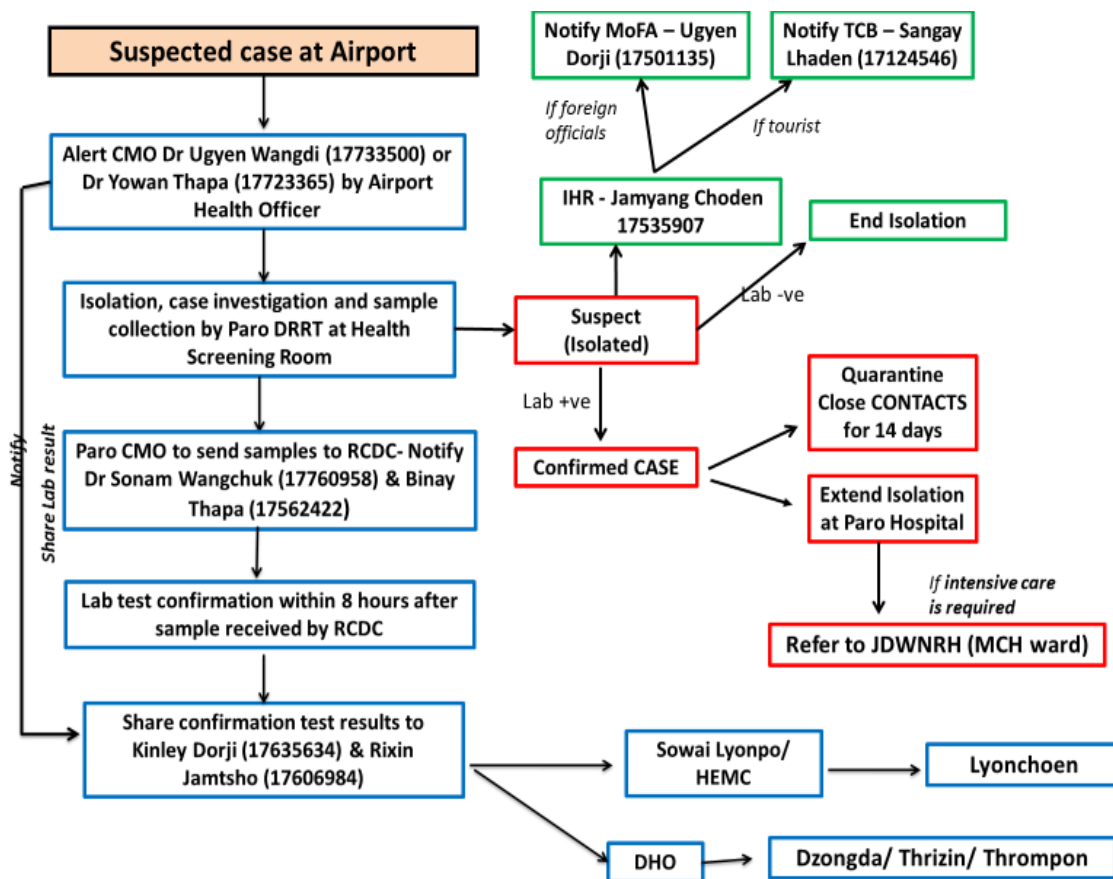 Suspected case at Airport
Alert CMO Dr Ugyen Wangdi (17733500) or
Dr Yowan Thapa (17723365) by Airport
Health Officer
Isolation, case investigation and sample
collection by Paro DRRT at Health
Screening Room
Paro CMO to send samples to RCDC- Notify
Dr Sonam Wangchuk (17760958) & Binay
Thapa (17562422)
Lab test confirmation within 8 hours after
sample received by RCDC
Share confirmation test results to
Kinley Dorji (17635634) & Rixin
Jamtsho (17606984)
Notify
Share Lab result
Notify MoFA – Ugyen
Dorji (17501135)
Notify TCB – Sangay
Lhaden (17124546)
If foreign
officials
If tourist
IHR - Jamyang Choden
17535907
End Isolation
Lab -ve
Suspect
(Isolated)
Lab +ve
Confirmed CASE
Quarantine
Close CONTACTS
for 14 days
Extend Isolation
at Paro Hospital
If intensive care
is required
Refer to JDWNRH (MCH ward)
Sowai Lyonpo/
HEMC
Lyonchoen
DHO
Dzongda/ Thrizin/ Thrompon